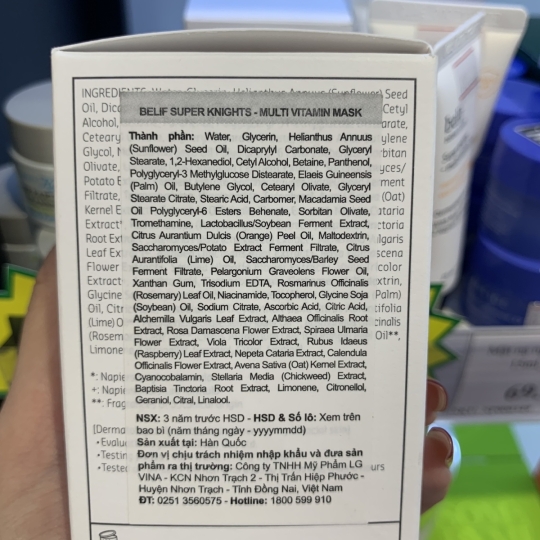 INGREDIENTS: Water, Glycerin, Helianthus Annuus (Sunflower) Seed
BELIF SUPER KNIGHTS - MULTI VITAMIN MASK
Thành phần: Water, Glycerin, Helianthus Annuus
(Sunflower) Seed Oil, Dicaprylyl Carbonate, Glyceryl
Stearate, 1,2-Hexanediol, Cetyl Alcohol, Betaine, Panthenol,
Polyglyceryl-3 Methylglucose Distearate, Elaeis Guineensis
(Palm) Oil, Butylene Glycol, Cetearyl Olivate, Glyceryl
Stearate Citrate, Stearic Acid, Carbomer, Macadamia Seed
Oil Polyglyceryl-6 Esters Behenate, Sorbitan Olivate,
Tromethamine, Lactobacillus/Soybean Ferment Extract,
Citrus Aurantium Dulcis (Orange) Peel Oil, Maltodextrin,
Saccharomyces/Potato Extract Ferment Filtrate, Citrus
Aurantifolia (Lime) Oil, Saccharomyces/Barley Seed
Ferment Filtrate, Pelargonium Graveolens Flower Oil,
Xanthan Gum, Trisodium EDTA, Rosmarinus Officinalis
(Rosemary) Leaf Oil, Niacinamide, Tocopherol, Glycine Soja
(Soybean) Oil, Sodium Citrate, Ascorbic Acid, Citric Acid,
Alchemilla Vulgaris Leaf Extract, Althaea Officinalis Root
Extract, Rosa Damascena Flower Extract, Spiraea Ulmaria
Flower Extract, Viola Tricolor Extract, Rubus Idaeus
(Raspberry) Leaf Extract, Nepeta Cataria Extract, Calendula
Officinalis Flower Extract, Avena Sativa (Oat) Kernel Extract,
Cyanocobalamin, Stellaria Media (Chickweed) Extract,
Baptisia Tinctoria Root Extract, Limonene, Citronellol,
Geraniol, Citral, Linalool.
NSX: 3 năm trước HSD - HSD & Số lô: Xem trên
bao bì (năm tháng ngày - yyyymmdd)
Sản xuất tại: Hàn Quốc
Đơn vị chịu trách nhiệm nhập khẩu và đưa sản
phẩm ra thị trường: Công ty TNHH Mỹ Phẩm LG
VINA - KCN Nhơn Trạch 2 - Thị Trấn Hiệp Phước -
Huyện Nhơn Trạch - Tỉnh Đồng Nai, Việt Nam
ĐT: 0251 3560575 - Hotline: 1800 599 910